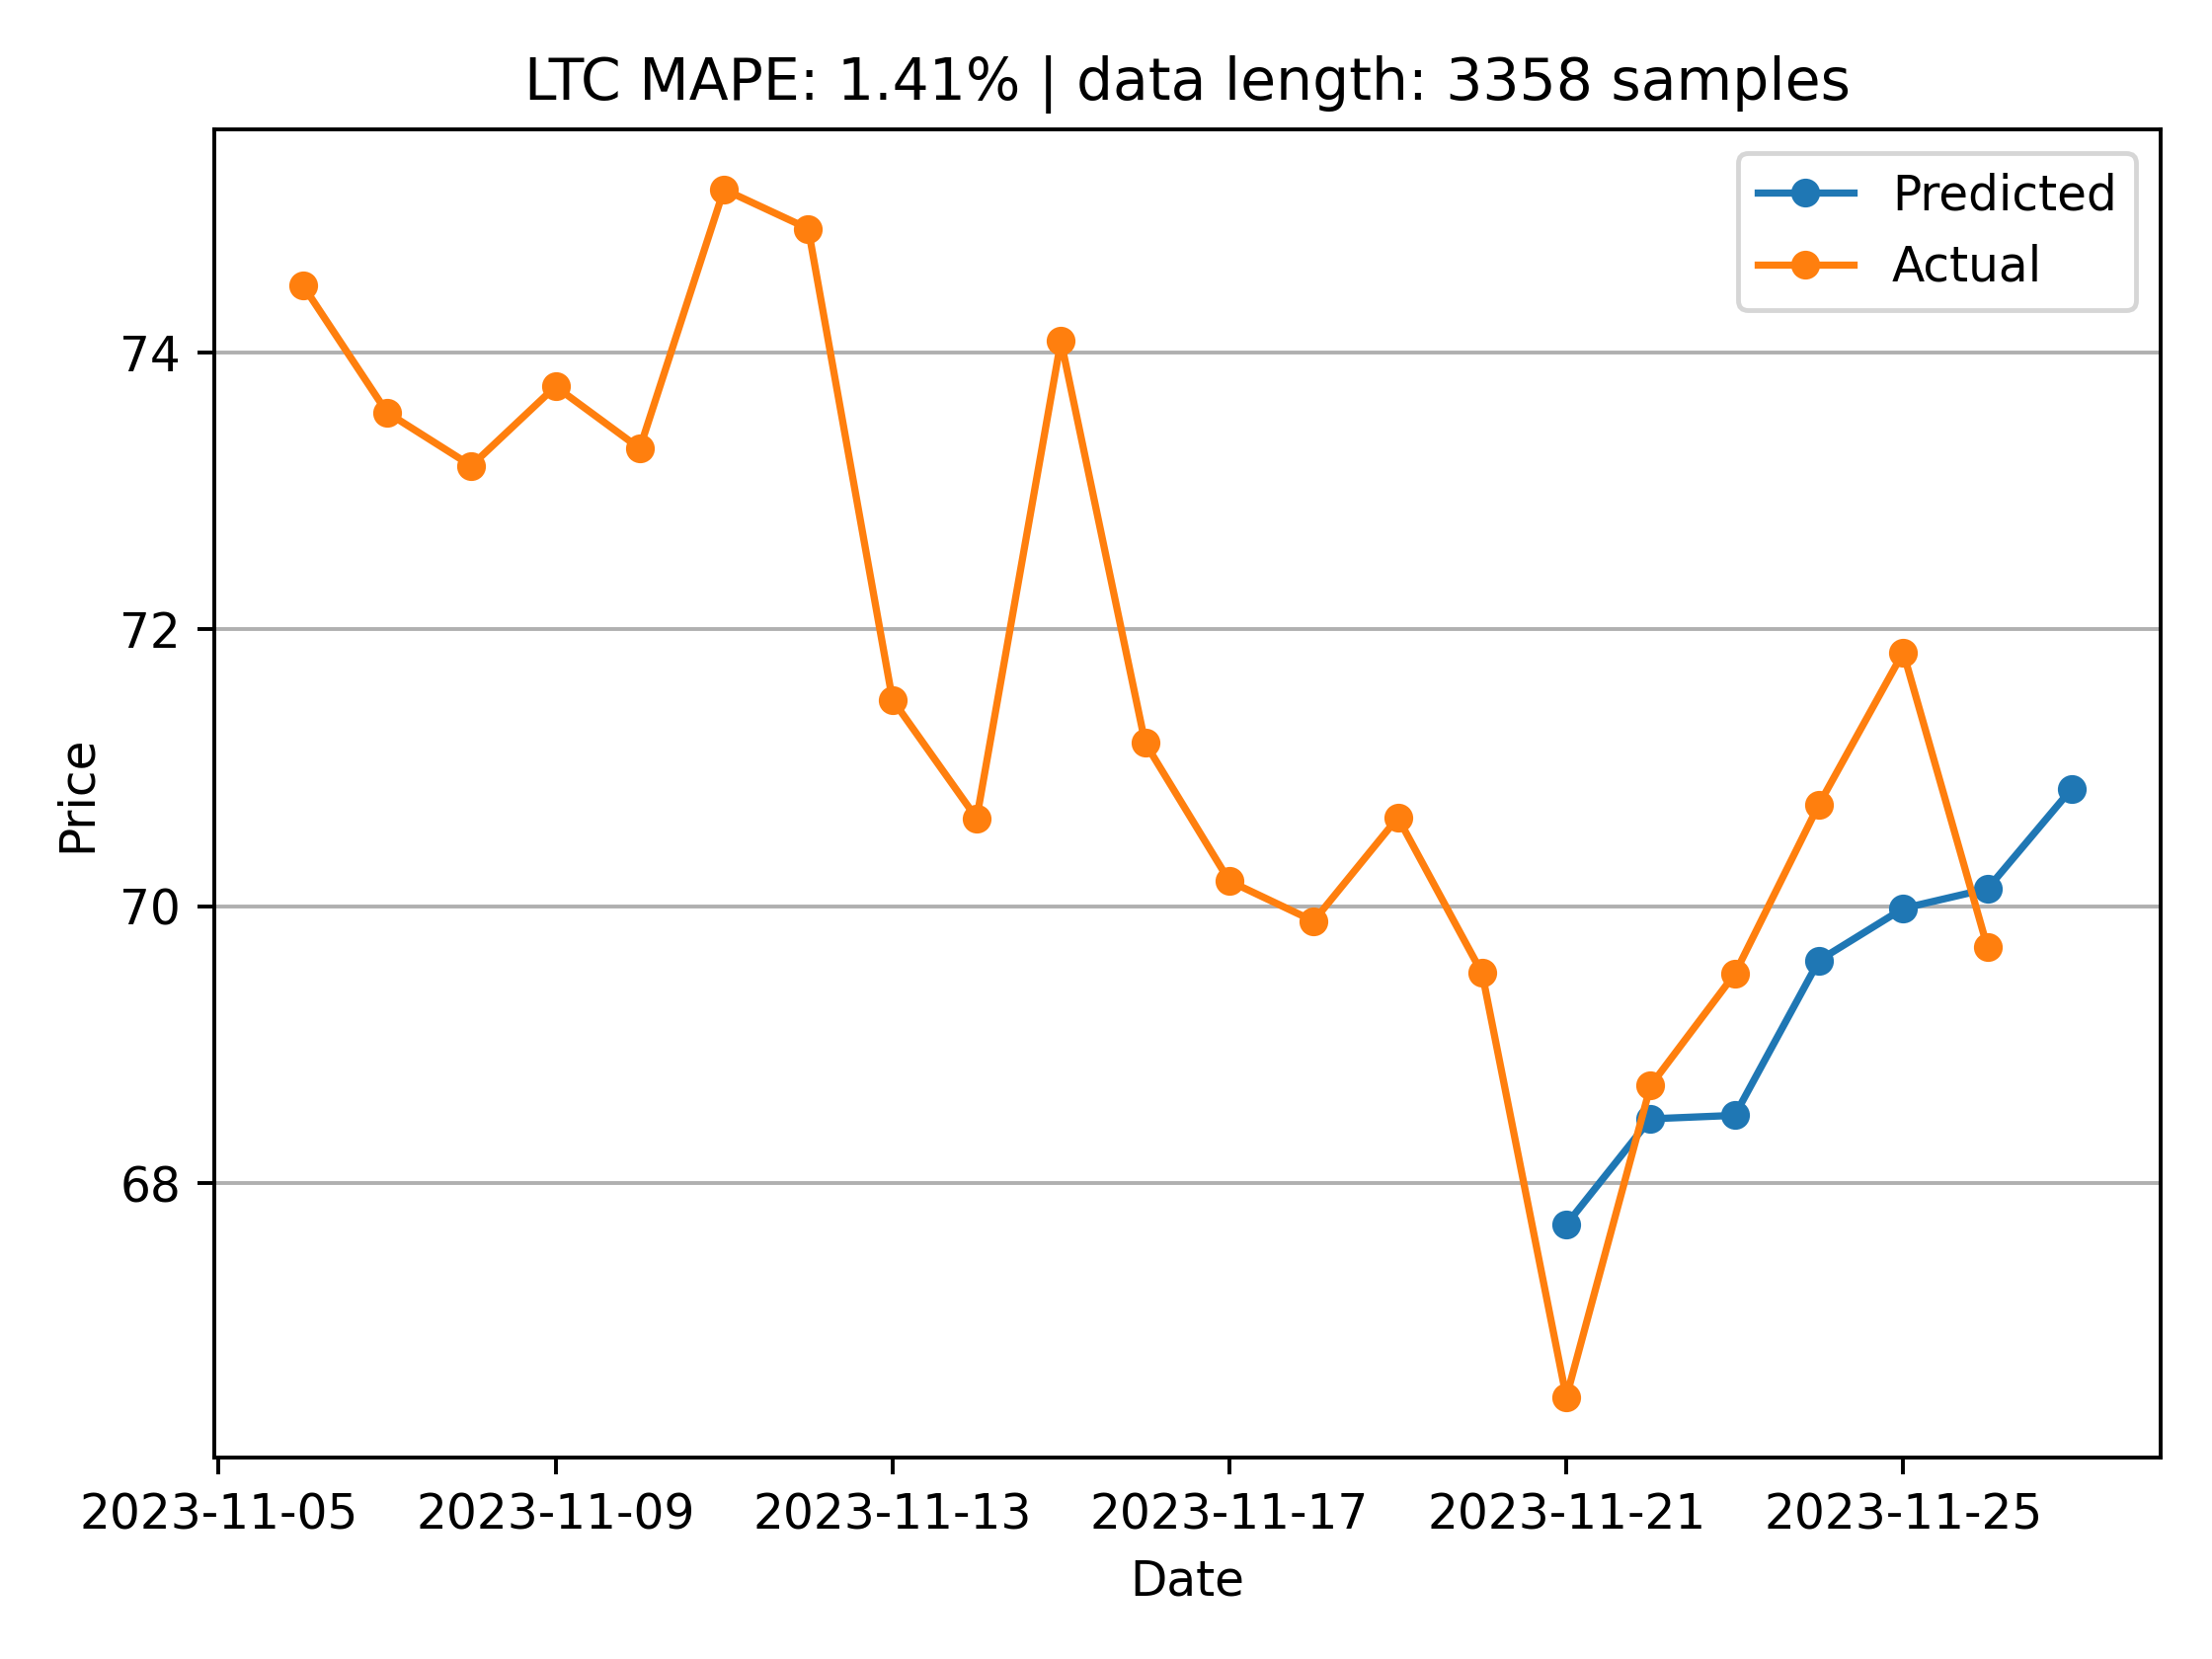 LTC MAPE: 1.41% | data length: 3358 samples
Predicted
Actual
74
72
70
68
Price
2023-11-05 2023-11-09 2023-11-13 2023-11-17 2023-11-21 2023-11-25
Date